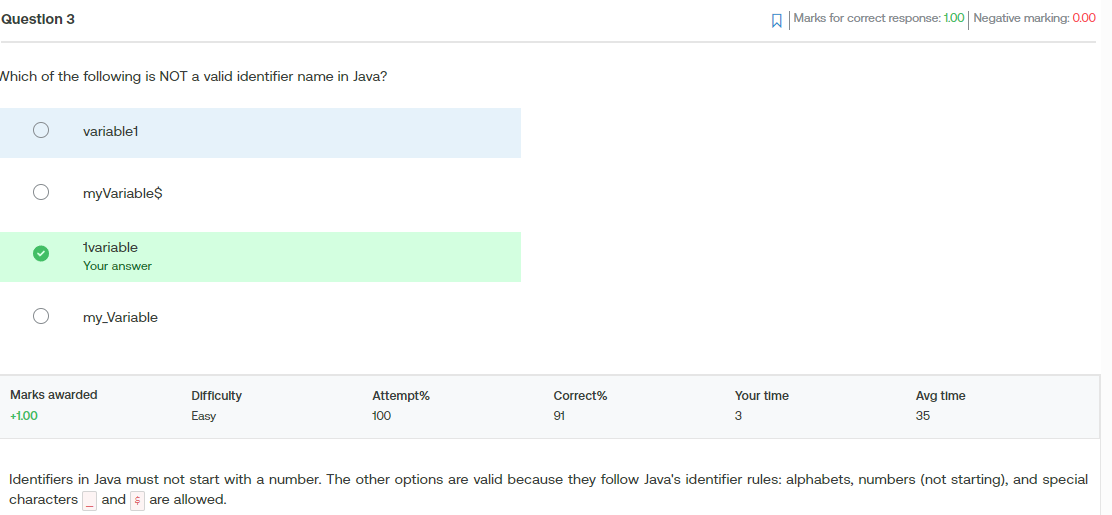 Question 3
Marks for correct response: 1.00 | Negative marking: 0.00
Which of the following is NOT a valid identifier name in Java?
variable1
myVariable$
1variable
Your answer
my_Variable
Marks awarded Difficulty Attempt% Correct% Your time Avg time
+1.00 Easy 100 91 3 35
Identifiers in Java must not start with a number. The other options are valid because they follow Java's identifier rules: alphabets, numbers (not starting), and special
characters _ and $ are allowed.